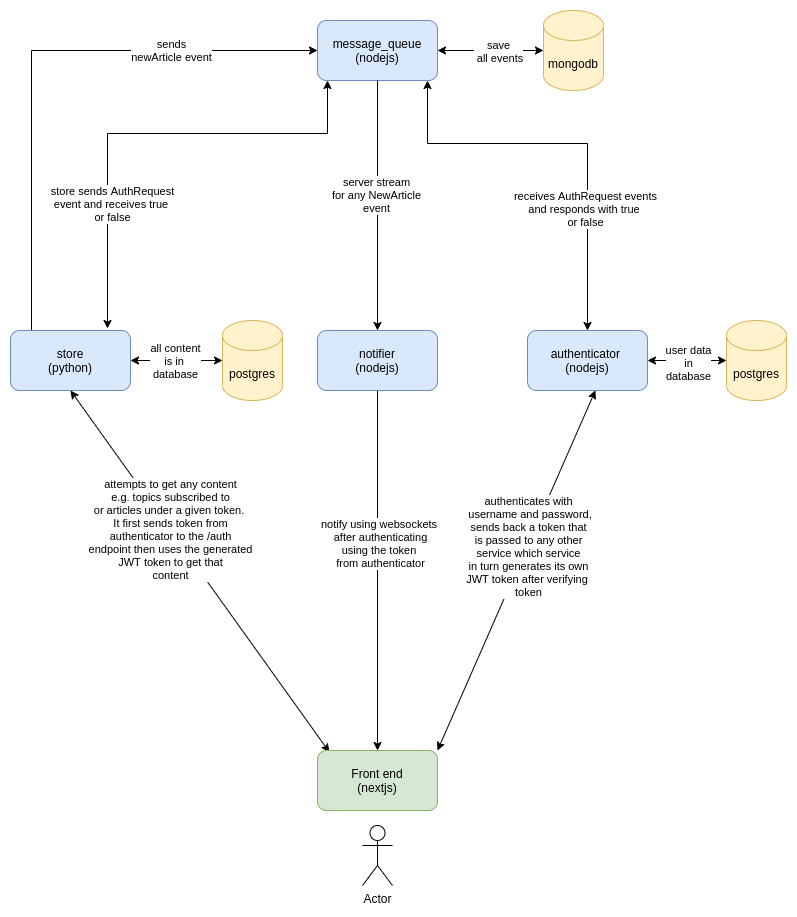 sends
newArticle event
message_queue
(nodejs)
save
all events
mongodb
store sends AuthRequest
event and receives true
or false
server stream
for any NewArticle
event
receives AuthRequest events
and responds with true
or false
store
(python)
all content
is in
database
postgres
notifier
(nodejs)
authenticator
(nodejs)
user data
in
database
postgres
attempts to get any content
e.g. topics subscribed to
or articles under a given token.
It first sends token from
authenticator to the /auth
endpoint then uses the generated
JWT token to get that
content
notify using websockets
after authenticating
using the token
from authenticator
authenticates with
username and password,
sends back a token that
is passed to any other
service which service
in turn generates its own
JWT token after verifying
token
Front end
(nextjs)
Actor